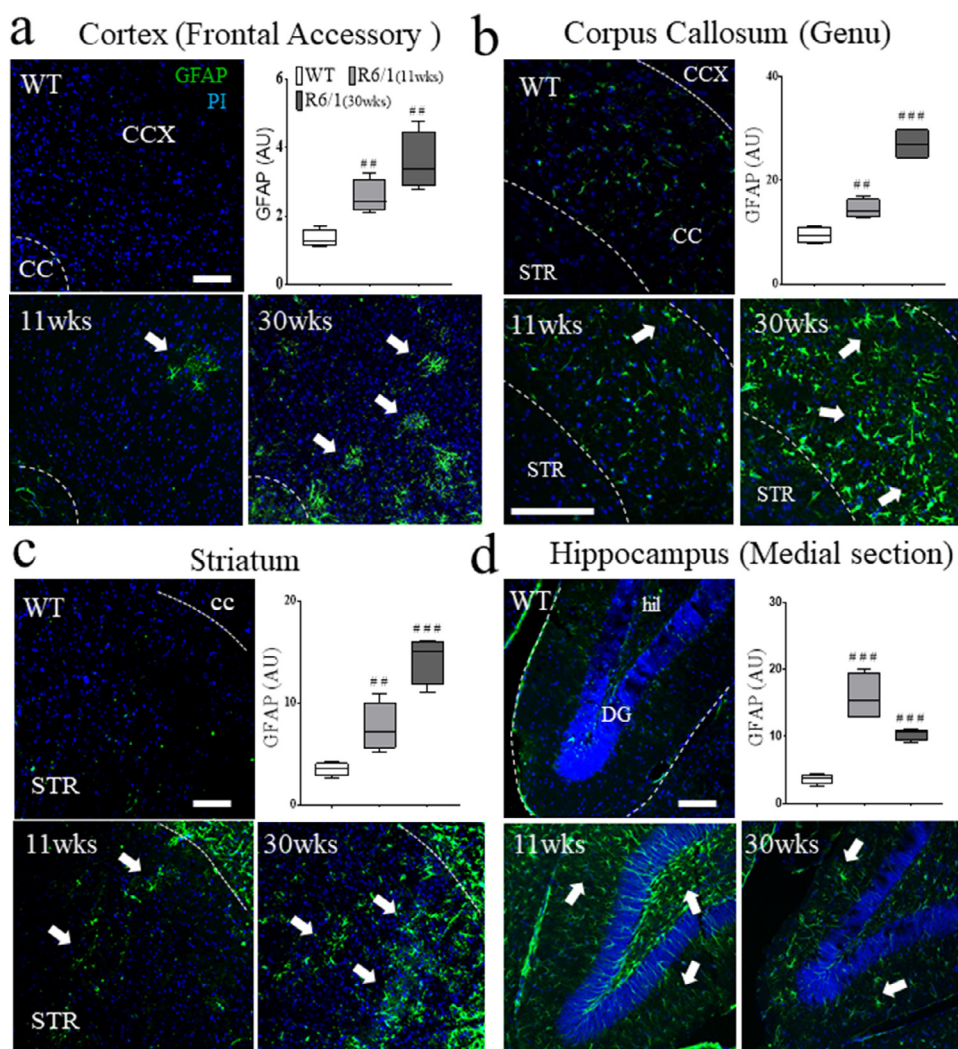 a Cortex (Frontal Accessory )
WT
GFAP
PI
CCX
CC
GFAP (AU)
6
4
2
0
WT R6/1(11wks)
R6/1(30wks)
##
##
11wks
30wks
b Corpus Callosum (Genu)
WT
CCX
CC
STR
GFAP (AU)
40
20
0
##
###
11wks
STR
30wks
STR
c Striatum
WT
cc
STR
GFAP (AU)
20
10
0
##
###
11wks
STR
30wks
d Hippocampus (Medial section)
WT
hil
DG
GFAP (AU)
30
20
10
0
###
###
11wks
30wks